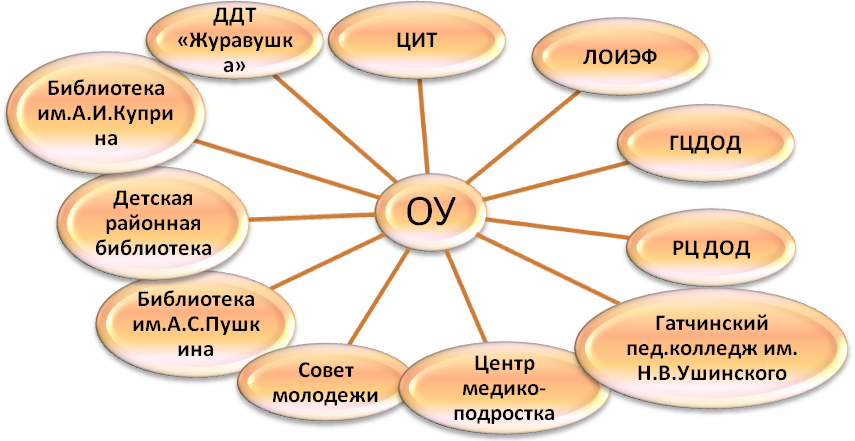 ДДТ
«Журавушк
а»
ЦИТ
ЛОИЭФ
ГЦДОД
РЦ ДОД
Гатчинский
пед.колледж им.
Н.В.Ушинского
Центр
медико-
подростка
Совет
молодежи
Библиотека
им.А.С.Пушк
ина
Детская
районная
библиотека
Библиотека
им.А.И.Купри
на
ОУ